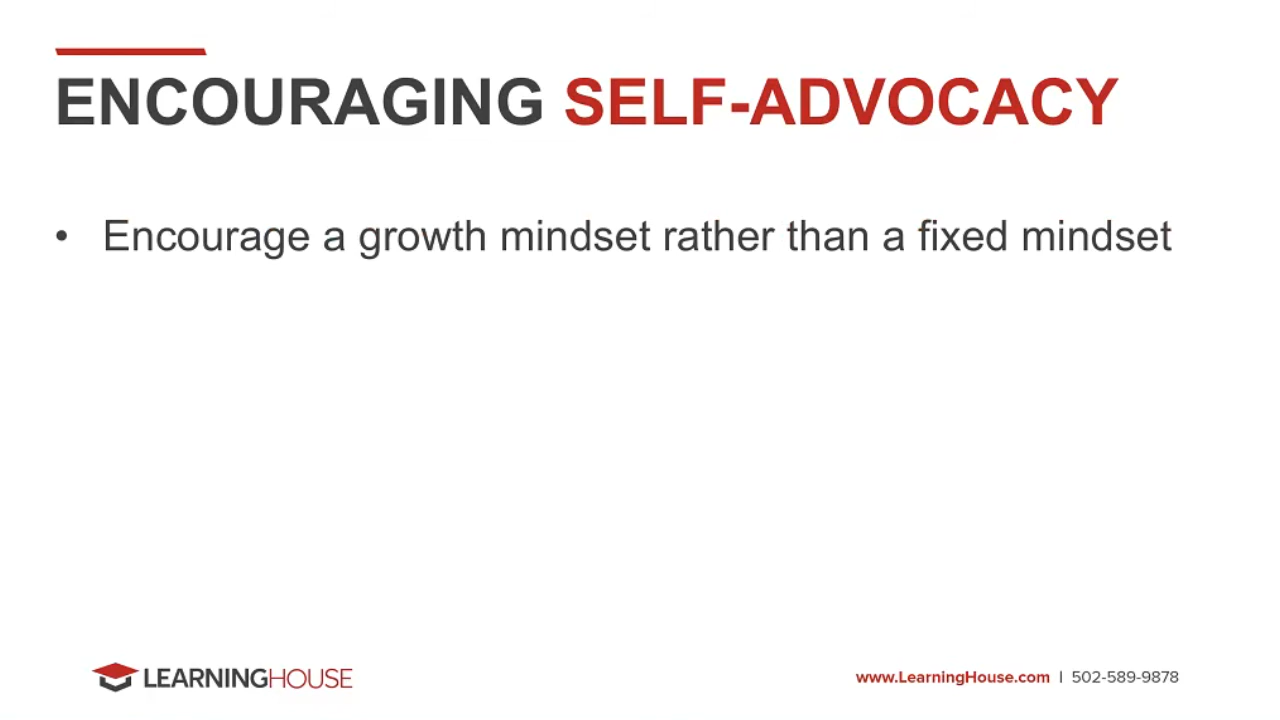 ENCOURAGING SELF-ADVOCACY
• Encourage a growth mindset rather than a fixed mindset
LEARNINGHOUSE
www.LearningHouse.com | 502-589-9878